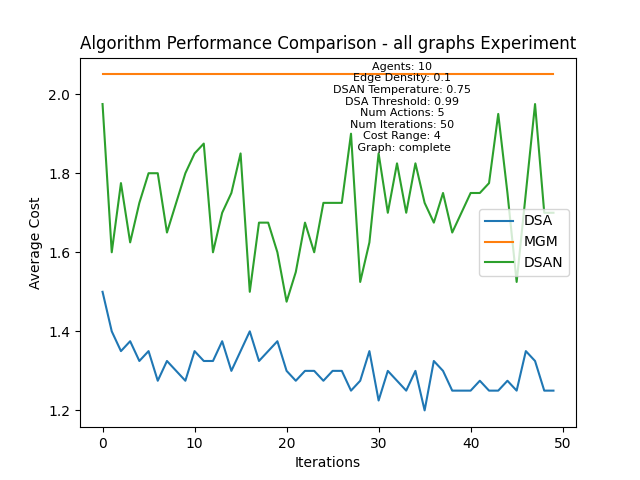 Algorithm Performance Comparison - all graphs Experiment
Agents: 10
Edge Density: 0.1
DSAN Temperature: 0.75
DSA Threshold: 0.99
Num Actions: 5
Num Iterations: 50
Cost Range: 4
Graph: complete
Average Cost
2.0
1.8
1.6
1.4
1.2
DSA
MGM
DSAN
0 10 20 30 40 50
Iterations